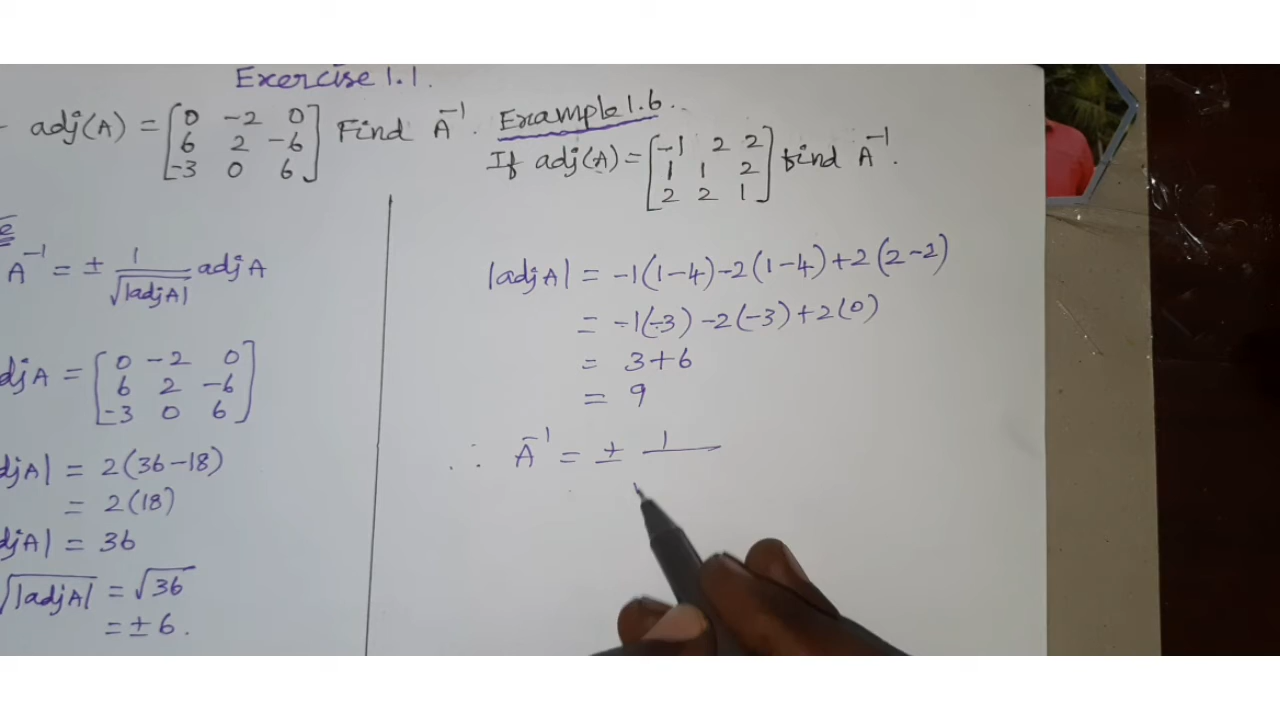 Exercise 1.1.
adj(A) = [0 -2 0
6 2 -6
-3 0 6] Find A⁻¹.
A⁻¹ = ± 1/√|adjA| adjA
djA = [0 -2 0
6 2 -6
-3 0 6]
djA| = 2(36-18)
= 2(18)
djA| = 36
√|adjA| = √36
= ± 6.
Example 1.6.
If adj(A) = [-1 2 2
1 1 2
2 2 1] find A⁻¹.
|adjA| = -1(1-4)-2(1-4)+2(2-2)
= -1(-3) -2(-3)+2(0)
= 3+6
= 9
∴ A⁻¹ = ± 1